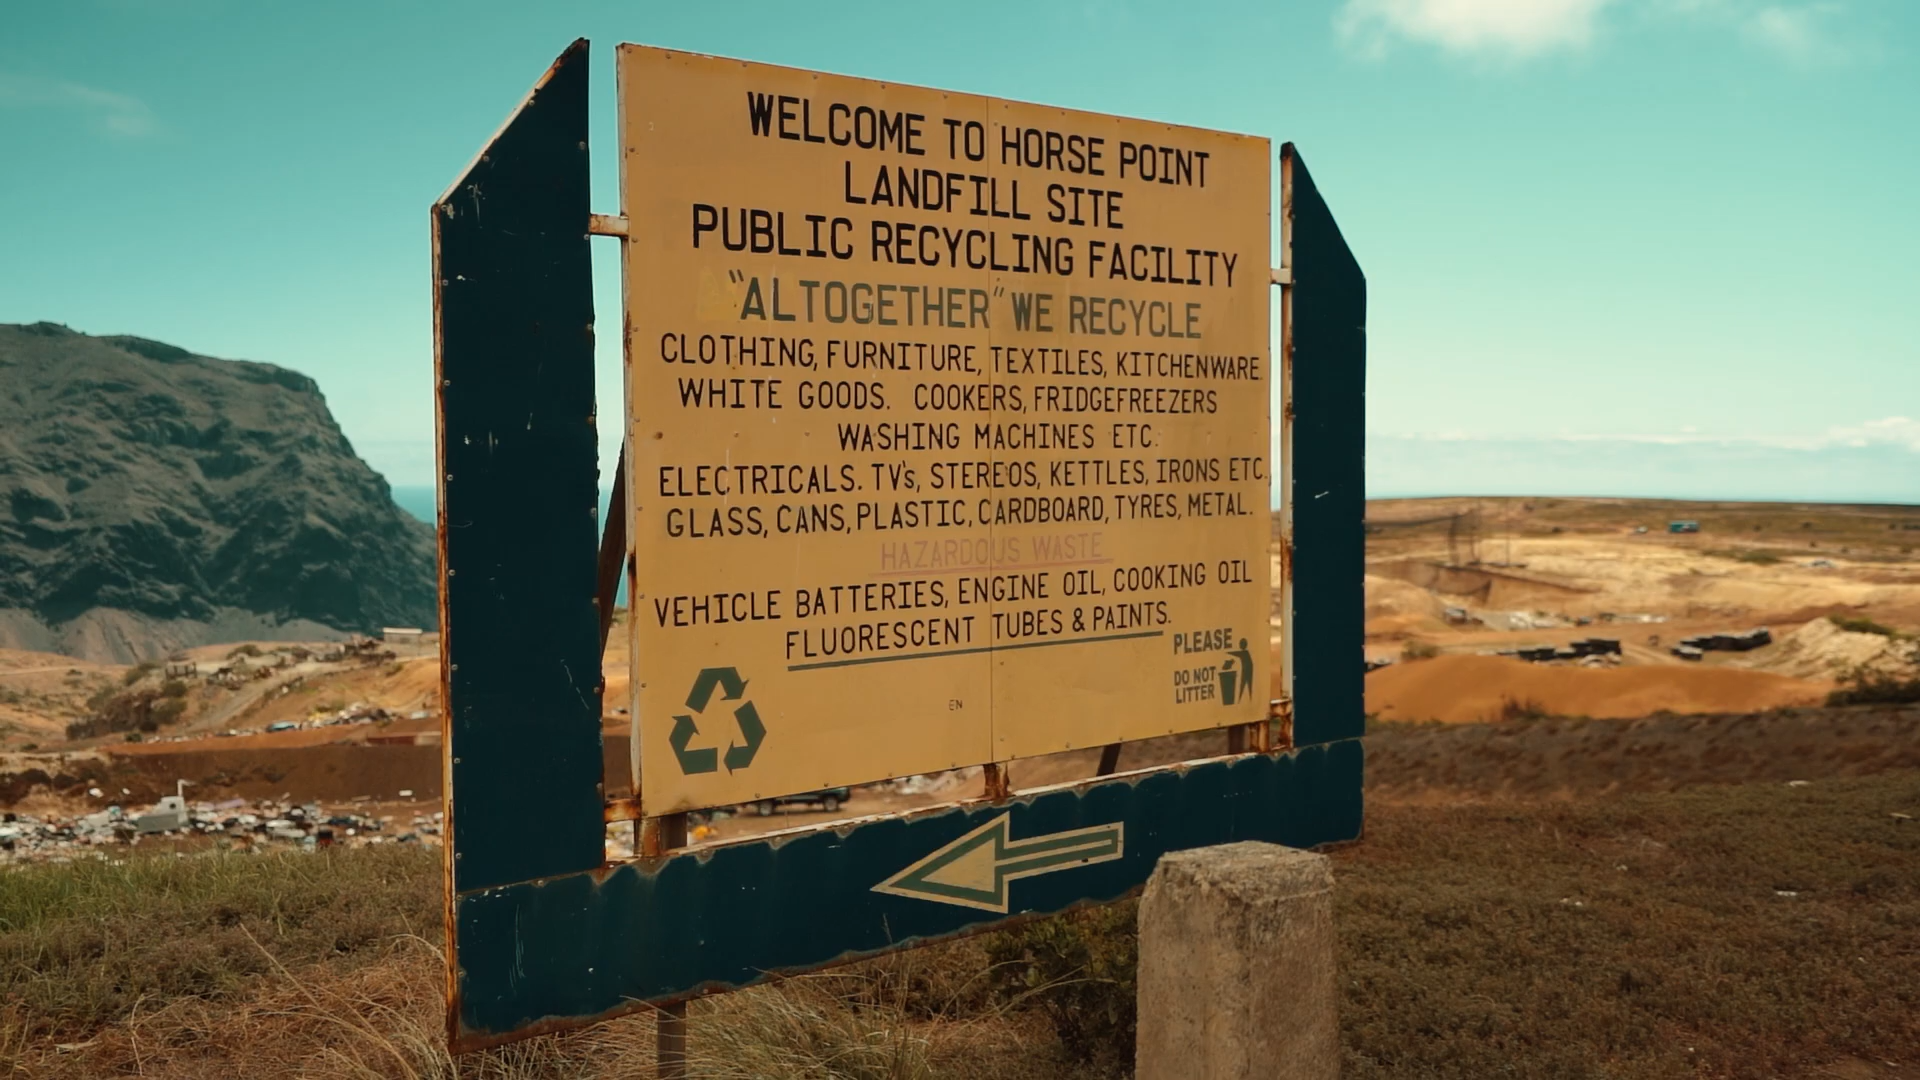 WELCOME TO HORSE POINT
LANDFILL SITE
PUBLIC RECYCLING FACILITY
"ALTOGETHER" WE RECYCLE
CLOTHING, FURNITURE, TEXTILES, KITCHENWARE.
WHITE GOODS. COOKERS, FRIDGEFREEZERS
WASHING MACHINES ETC.
ELECTRICALS. TV's, STEREOS, KETTLES, IRONS ETC.
GLASS, CANS, PLASTIC, CARDBOARD, TYRES, METAL.
HAZARDOUS WASTE
VEHICLE BATTERIES, ENGINE OIL, COOKING OIL
FLUORESCENT TUBES & PAINTS.
PLEASE
DO NOT
LITTER
EN